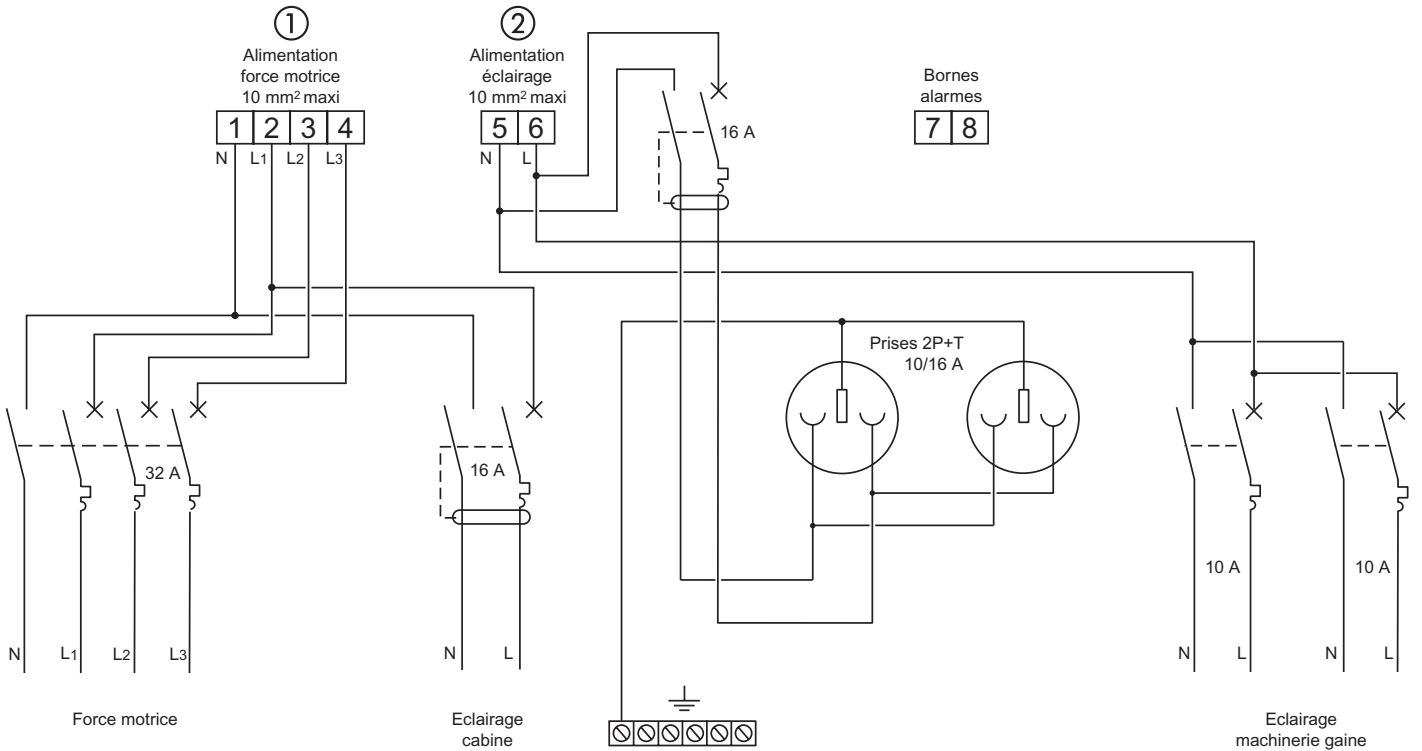 ①
Alimentation
force motrice
10 mm² maxi
1 2 3 4
N L1 L2 L3
②
Alimentation
éclairage
10 mm² maxi
5 6
N L
16 A
Bornes
alarmes
7 8
Prises 2P+T
10/16 A
32 A
16 A
10 A
10 A
N L1 L2 L3
Force motrice
N L
Eclairage
cabine
N L
N L
Eclairage
machinerie gaine